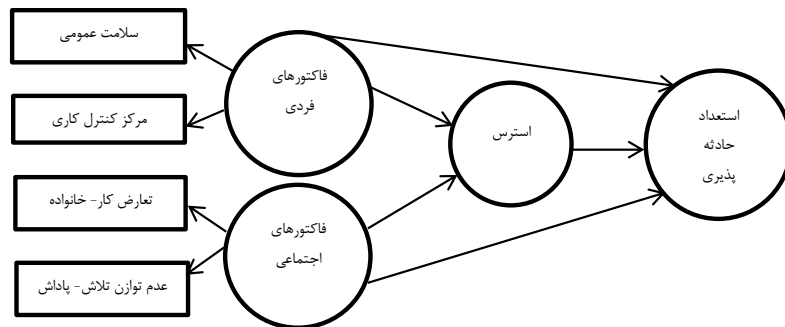 سلامت عمومی
مرکز کنترل کاری
تعارض کار- خانواده
عدم توازن تلاش- پاداش
فاکتورهای
فردی
فاکتورهای
اجتماعی
استرس
استعداد
حادثه
پذیری